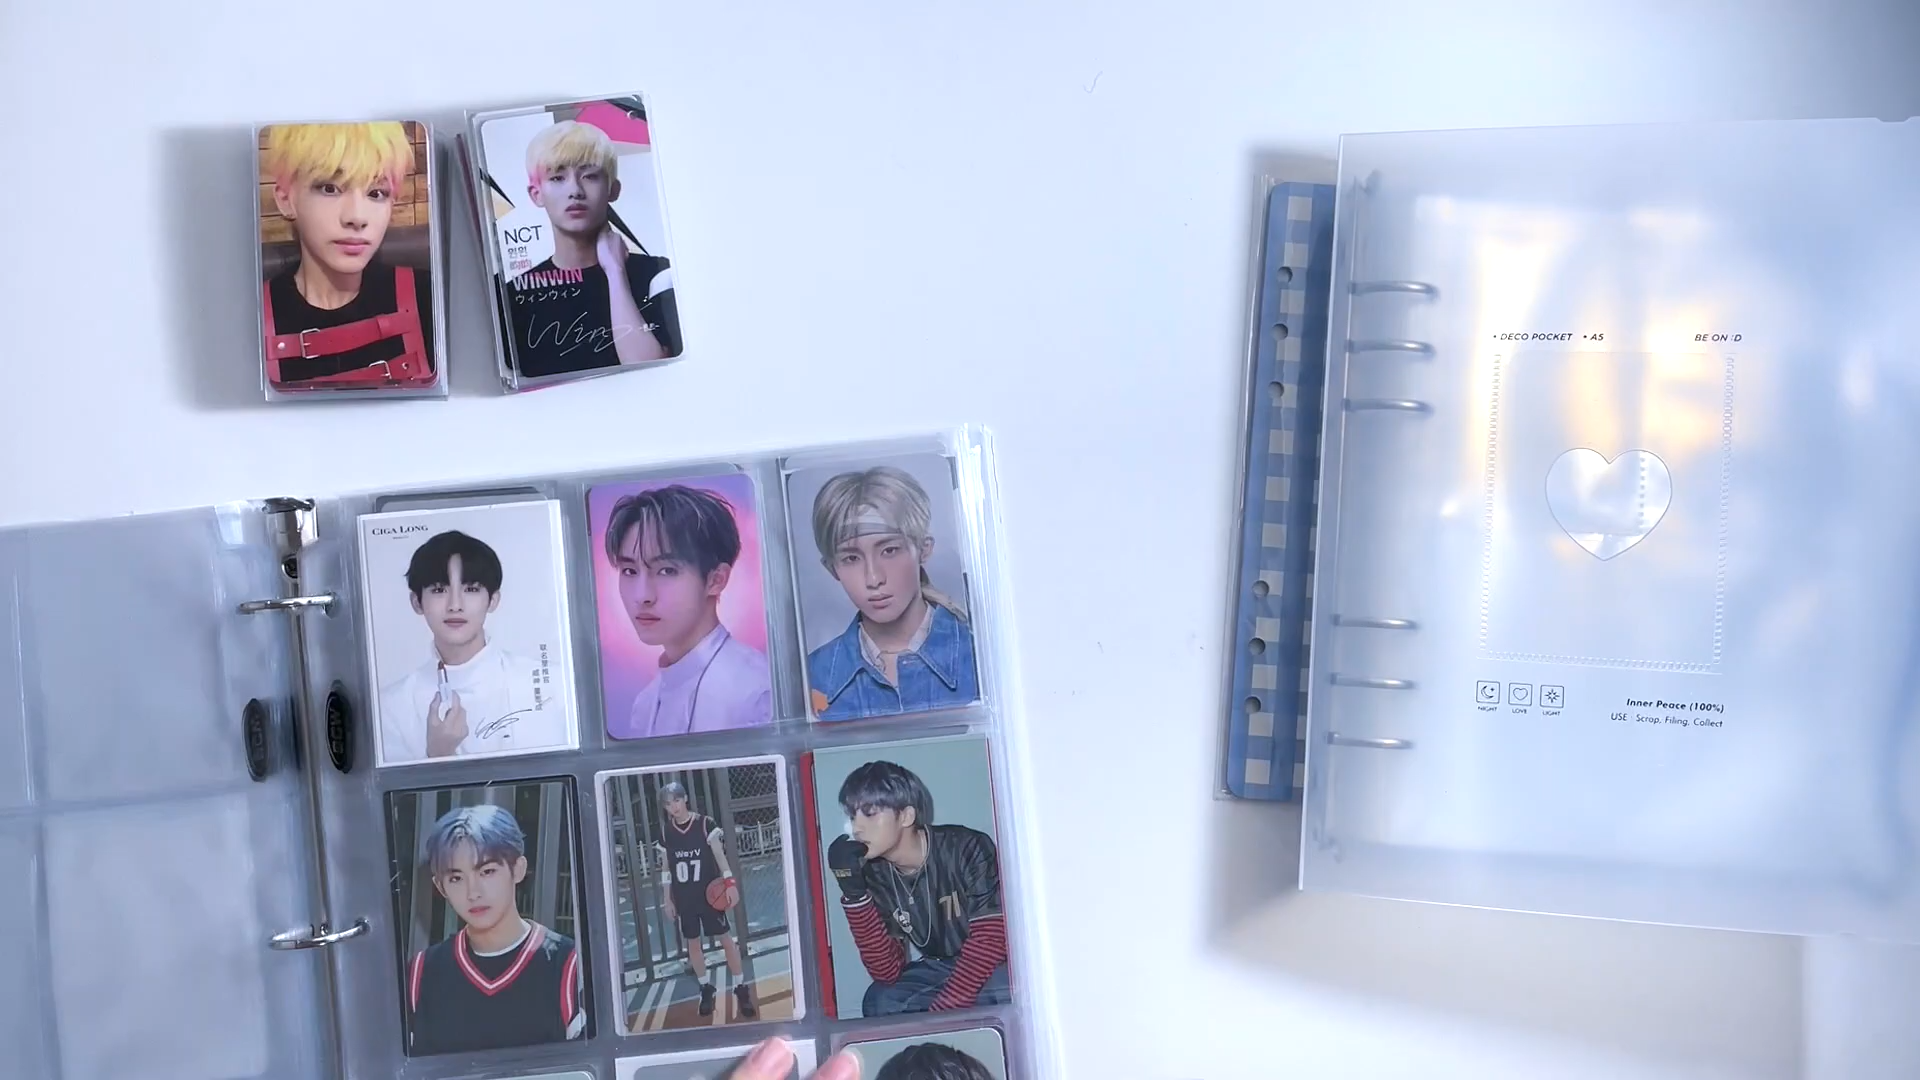 NCT
윈윈
WINWIN
ウィンウィン
CIGA LONG
WayV
07
71
• DECO POCKET • A5
BE ON :D
NIGHT
LOVE
LIGHT
Inner Peace (100%)
USE : Scrap, Filing, Collect